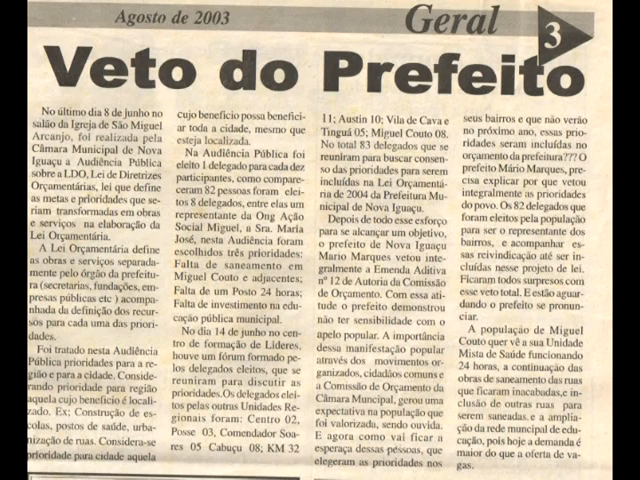 Agosto de 2003
Geral
3
Veto do Prefeito
No último dia 8 de junho no
salão da Igreja de São Miguel
Arcanjo, foi realizada pela
Câmara Municipal de Nova
Iguaçu a Audiência Pública
sobre a LDO, Lei de Diretrizes
Orçamentárias, lei que define
as metas e prioridades que se-
riam transformadas em obras
e serviços na elaboração da
Lei Orçamentária.
A Lei Orçamentária define
as obras e serviços separada-
mente pelo órgão da prefeitu-
ra (secretarias, fundações, em-
presas públicas etc ) acompa-
nhada da definição dos recur-
sos para cada uma das priori-
dades.
Foi tratado nesta Audiência
Pública prioridades para a re-
gião e para a cidade. Conside-
rando prioridade para região
aquela cujo benefício é locali-
zado. Ex; Construção de es-
colas, postos de saúde, urba-
nização de ruas. Considera-se
prioridade para cidade aquela
cujo beneficio possa benefici-
ar toda a cidade, mesmo que
esteja localizada.
Na Audiência Pública foi
eleito 1 delegado para cada dez
participantes, como compare-
ceram 82 pessoas foram elei-
tos 8 delegados, entre elas um
representante da Ong Ação
Social Miguel, a Sra. Maria
José, nesta Audiência foram
escolhidos três prioridades:
Falta de saneamento em
Miguel Couto e adjacentes;
Falta de um Posto 24 horas;
Falta de investimento na edu-
cação pública municipal.
No dia 14 de junho no cen-
tro de formação de Lideres,
houve um fórum formado pe-
los delegados eleitos, que se
reuniram para discutir as
prioridades.Os delegados elei-
tos pelas outras Unidades Re-
gionais foram: Centro 02,
Posse 03, Comendador Soa-
res 05 Cabuçu 08; KM 32
11; Austin 10; Vila de Cava e
Tinguá 05; Miguel Couto 08.
No total 83 delegados que se
reuniram para buscar consen-
so das prioridades para serem
incluídas na Lei Orçamentá-
ria de 2004 da Prefeitura Mu-
nicipal de Nova Iguaçu.
Depois de todo esse esforço
para se alcançar um objetivo,
o prefeito de Nova Iguaçu
Mario Marques vetou inte-
gralmente a Emenda Aditiva
nº 12 de Autoria da Comissão
de Orçamento. Com essa ati-
tude o prefeito demonstrou
não ter sensibilidade com o
apelo popular. A importância
dessa manifestação popular
através dos movimentos or-
ganizados, cidadãos comuns e
a Comissão de Orçamento da
Câmara Muncipal, gerou uma
expectativa na população que
foi valorizada, sendo ouvida.
E agora como vai ficar a
esperaça dessas péssoas, que
elegeram as prioridades nos
seus bairros e que não verão
no próximo ano, essas prio-
ridades seram incluídas no
orçamento da prefeitura??? O
prefeito Mário Marques, pre-
cisa explicar por que vetou
integralmente as prioridades
do povo. Os 82 delegados que
foram eleitos pela população
para ser o representante dos
bairros, e acompanhar es-
sas reivindicação até ser in-
cluídas nesse projeto de lei.
Ficaram todos surpresos com
esse veto total. E estão aguar-
dando o prefeito se pronun-
ciar.
A população de Miguel
Couto quer vê a sua Unidade
Mista de Saúde funcionando
24 horas, a continuação das
obras de saneamento das ruas
que ficaram inacabadas,e in-
clusão de outras ruas para
serem saneadas e a amplia-
ção da rede muncipal de edu-
cação, pois hoje a demanda é
maior do que a oferta de va-
gas.